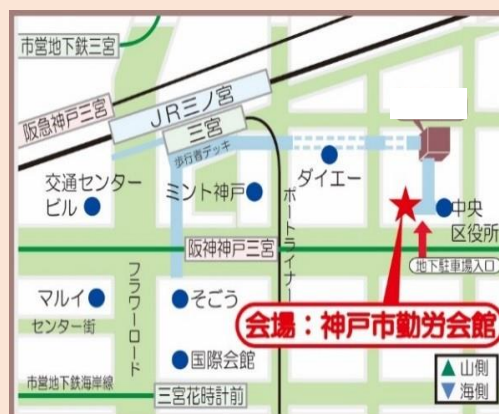 市営地下鉄三宮
阪急神戸三宮
JR三ノ宮
三宮
歩行者デッキ
交通センター
ビル
ミント神戸
ポートライナー
ダイエー
中央
区役所
地下駐車場入口
阪神神戸三宮
フラワーロード
マルイ
センター街
そごう
会場：神戸市勤労会館
国際会館
市営地下鉄海岸線
三宮花時計前
▲山側
▼海側